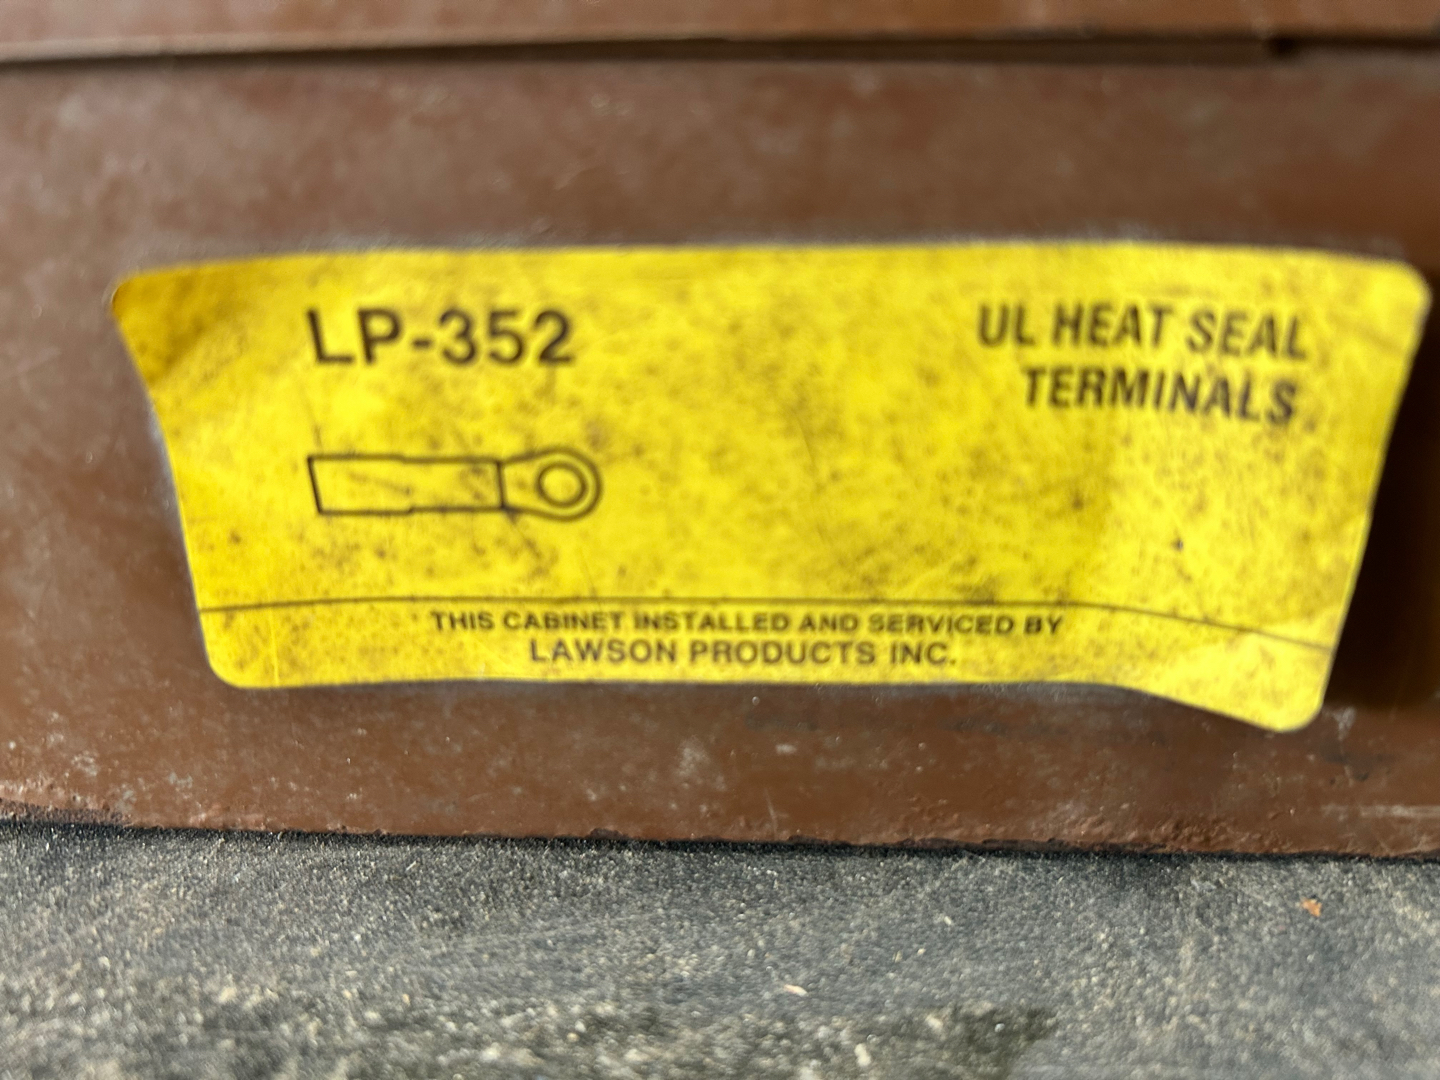 LP-352
UL HEAT SEAL
TERMINALS
THIS CABINET INSTALLED AND SERVICED BY
LAWSON PRODUCTS INC.